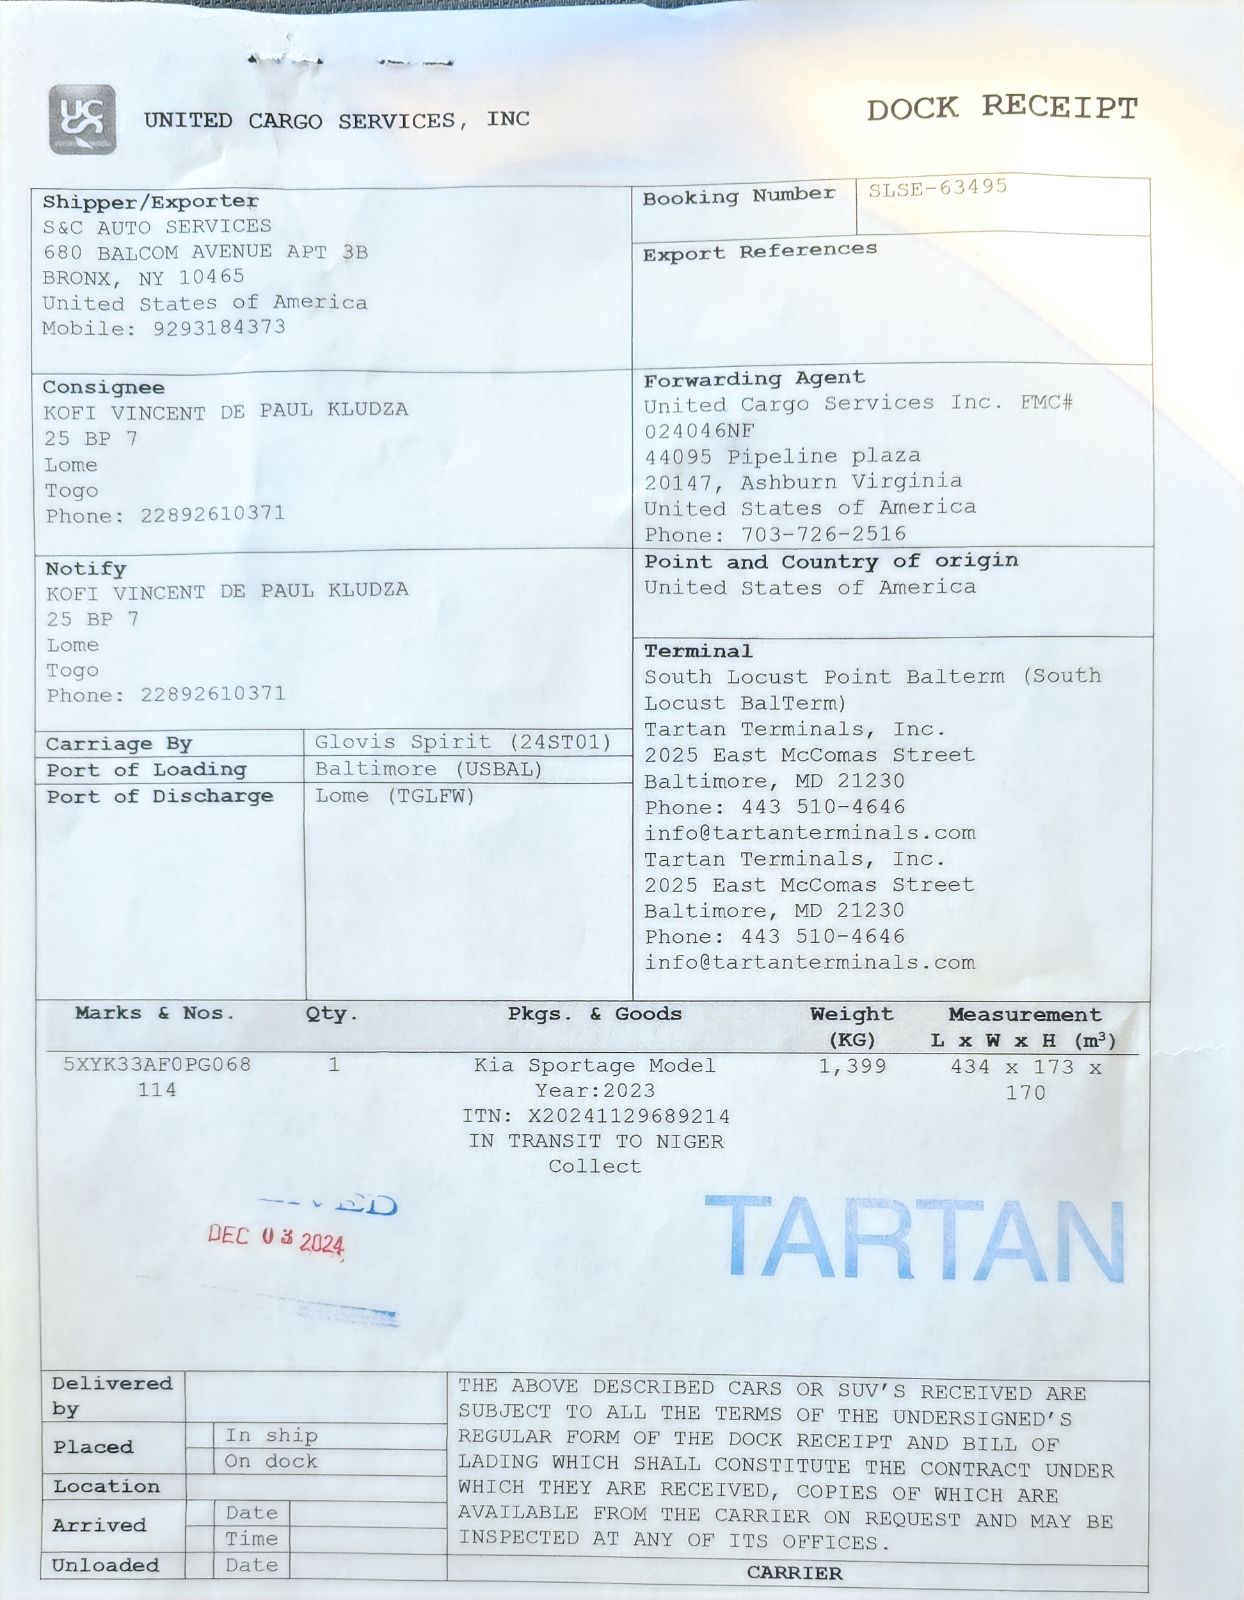 UCS
UNITED CARGO SERVICES, INC
DOCK RECEIPT
Shipper/Exporter
S&C AUTO SERVICES
680 BALCOM AVENUE APT 3B
BRONX, NY 10465
United States of America
Mobile: 9293184373
Booking Number
SLSE-63495
Export References
Consignee
KOFI VINCENT DE PAUL KLUDZA
25 BP 7
Lome
Togo
Phone: 22892610371
Forwarding Agent
United Cargo Services Inc. FMC#
024046NF
44095 Pipeline plaza
20147, Ashburn Virginia
United States of America
Phone: 703-726-2516
Notify
KOFI VINCENT DE PAUL KLUDZA
25 BP 7
Lome
Togo
Phone: 22892610371
Point and Country of origin
United States of America
Terminal
South Locust Point Balterm (South
Locust BalTerm)
Tartan Terminals, Inc.
2025 East McComas Street
Baltimore, MD 21230
Phone: 443 510-4646
info@tartanterminals.com
Tartan Terminals, Inc.
2025 East McComas Street
Baltimore, MD 21230
Phone: 443 510-4646
info@tartanterminals.com
Carriage By
Glovis Spirit (24ST01)
Port of Loading
Baltimore (USBAL)
Port of Discharge
Lome (TGLFW)
Marks & Nos. Qty. Pkgs. & Goods Weight Measurement
(KG) L x W x H (m³)
5XYK33AF0PG068 1 Kia Sportage Model 1,399 434 x 173 x
114 Year:2023 170
ITN: X20241129689214
IN TRANSIT TO NIGER
Collect
DEC 03 2024
TARTAN
Delivered
by
Placed
In ship
On dock
Location
Arrived
Date
Time
Unloaded
Date
THE ABOVE DESCRIBED CARS OR SUV'S RECEIVED ARE
SUBJECT TO ALL THE TERMS OF THE UNDERSIGNED'S
REGULAR FORM OF THE DOCK RECEIPT AND BILL OF
LADING WHICH SHALL CONSTITUTE THE CONTRACT UNDER
WHICH THEY ARE RECEIVED, COPIES OF WHICH ARE
AVAILABLE FROM THE CARRIER ON REQUEST AND MAY BE
INSPECTED AT ANY OF ITS OFFICES.
CARRIER